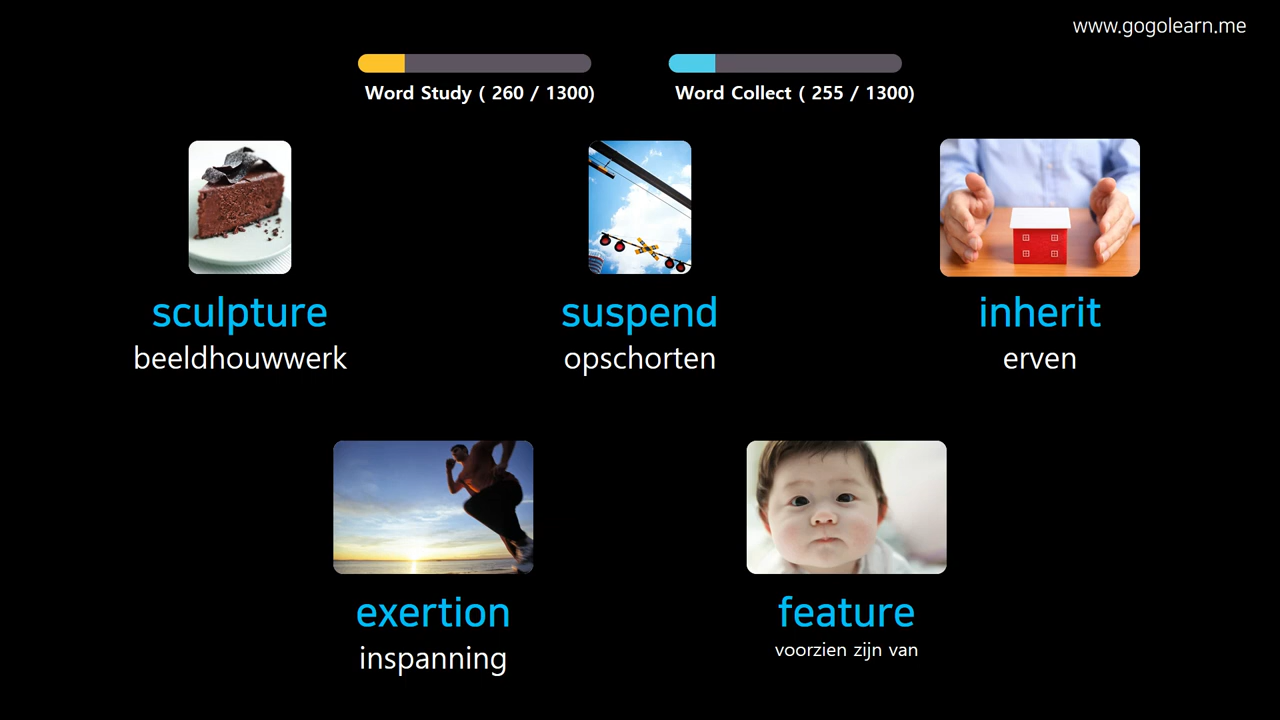 www.gogolearn.me
Word Study ( 260 / 1300)
Word Collect ( 255 / 1300)
sculpture
beeldhouwwerk
suspend
opschorten
inherit
erven
exertion
inspanning
feature
voorzien zijn van